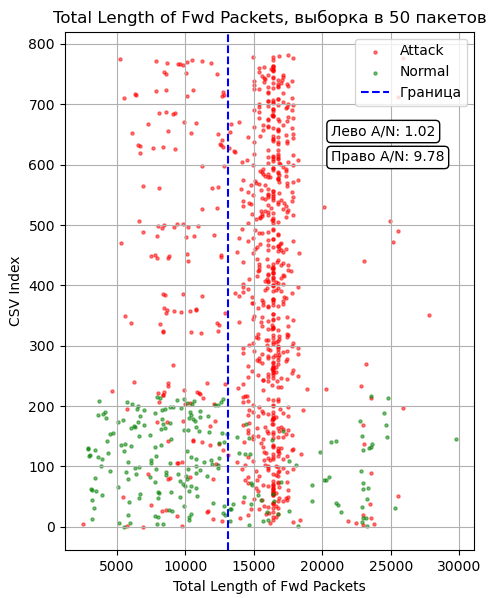 Total Length of Fwd Packets, выборка в 50 пакетов
Attack
Normal
Граница
Лево A/N: 1.02
Право A/N: 9.78
800
700
600
500
400
300
200
100
0
CSV Index
5000 10000 15000 20000 25000 30000
Total Length of Fwd Packets